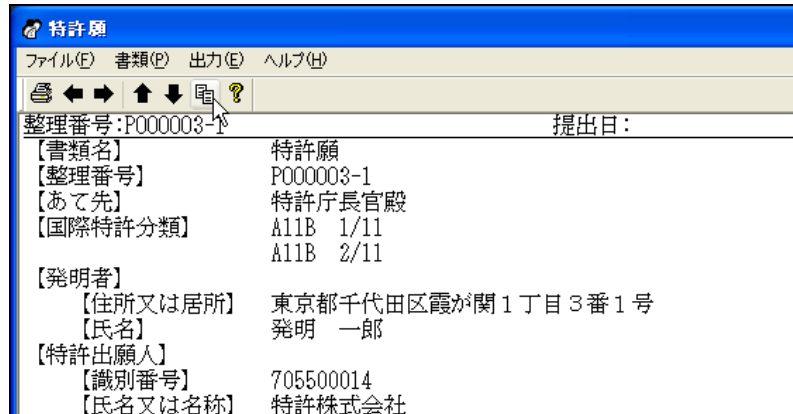 特許願
ファイル(F) 書類(P) 出力(E) ヘルプ(H)
整理番号:P000003-1 提出日:
【書類名】 特許願
【整理番号】 P000003-1
【あて先】 特許庁長官殿
【国際特許分類】 A11B 1/11
A11B 2/11
【発明者】
【住所又は居所】 東京都千代田区霞が関1丁目3番1号
【氏名】 発明 一郎
【特許出願人】
【識別番号】 705500014
【氏名又は名称】 特許株式会社